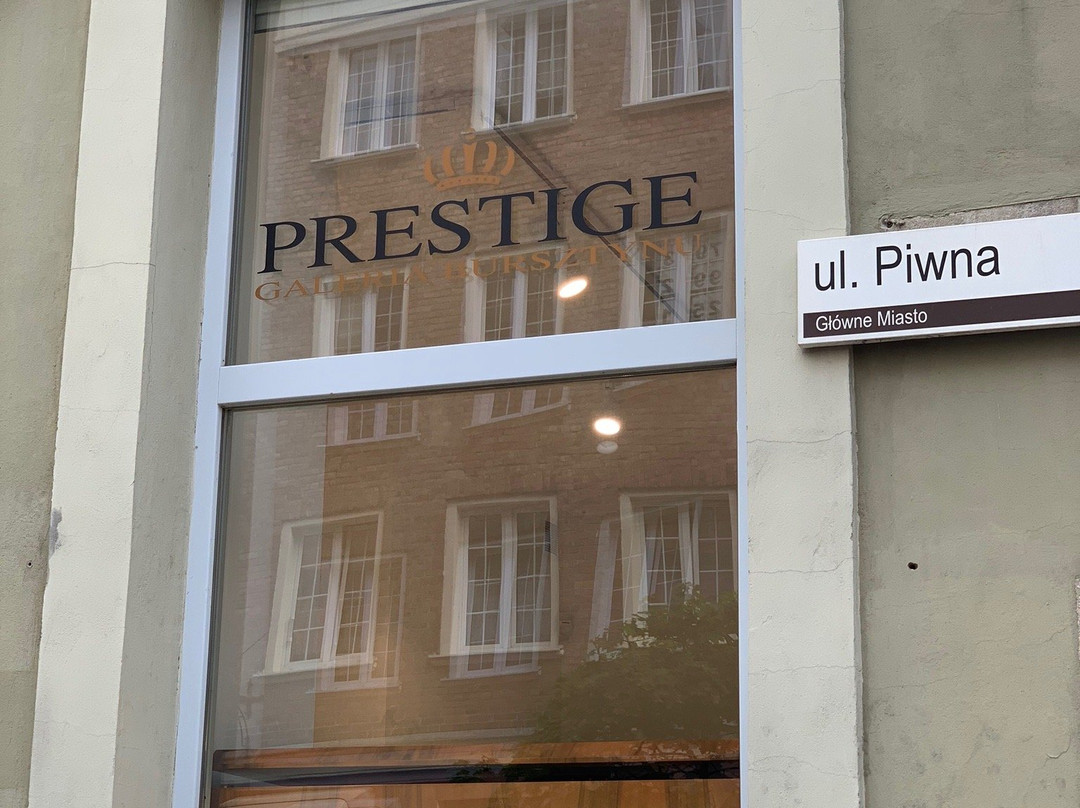 PRESTIGE
GALERIA BURSZTYNU
ul. Piwna
Główne Miasto